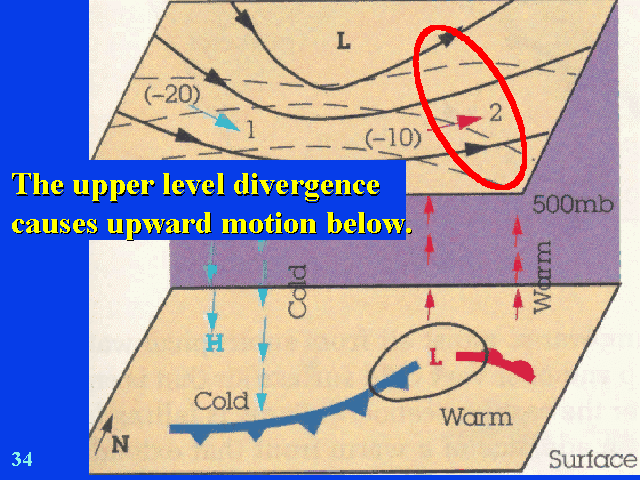 L
(-20)
1
2
(-10)
The upper level divergence
causes upward motion below.
500mb
Cold
Warm
H
L
Cold
Warm
N
34
Surface